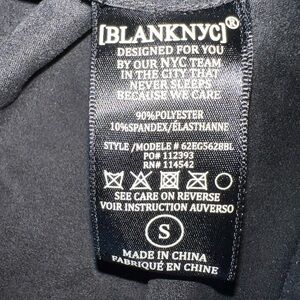 [BLANKNYC]®
DESIGNED FOR YOU
BY OUR NYC TEAM
IN THE CITY THAT
NEVER SLEEPS
BECAUSE WE CARE
90%POLYESTER
10%SPANDEX/ÉLASTHANNE
STYLE /MODELE # 62EG5628BL
PO# 112393
RN# 114542
SEE CARE ON REVERSE
VOIR INSTRUCTION AUVERSO
S
MADE IN CHINA
FABRIQUÉ EN CHINE